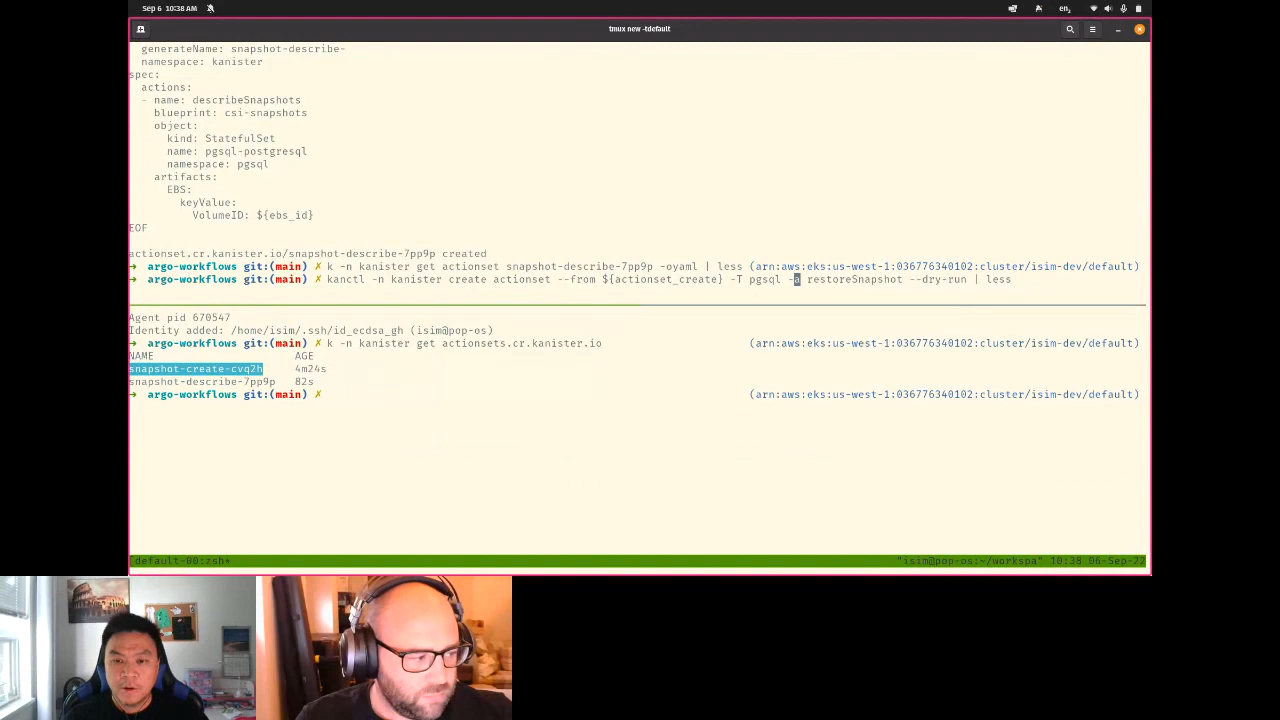 Sep 6 10:38 AM
en₂
tmux new -tdefault
generateName: snapshot-describe-
namespace: kanister
spec:
actions:
- name: describeSnapshots
blueprint: csi-snapshots
object:
kind: StatefulSet
name: pgsql-postgresql
namespace: pgsql
artifacts:
EBS:
keyValue:
VolumeID: ${ebs_id}
EOF
actionset.cr.kanister.io/snapshot-describe-7pp9p created
➜ argo-workflows git:(main) ✗ k -n kanister get actionset snapshot-describe-7pp9p -oyaml | less (arn:aws:eks:us-west-1:036776340102:cluster/isim-dev/default)
➜ argo-workflows git:(main) ✗ kanctl -n kanister create actionset --from ${actionset_create} -T pgsql -a restoreSnapshot --dry-run | less
Agent pid 670547
Identity added: /home/isim/.ssh/id_ecdsa_gh (isim@pop-os)
➜ argo-workflows git:(main) ✗ k -n kanister get actionsets.cr.kanister.io (arn:aws:eks:us-west-1:036776340102:cluster/isim-dev/default)
NAME AGE
snapshot-create-cvq2h 4m24s
snapshot-describe-7pp9p 82s
➜ argo-workflows git:(main) ✗ (arn:aws:eks:us-west-1:036776340102:cluster/isim-dev/default)
[default-00:zsh* "isim@pop-os:~/workspa" 10:38 06-Sep-22